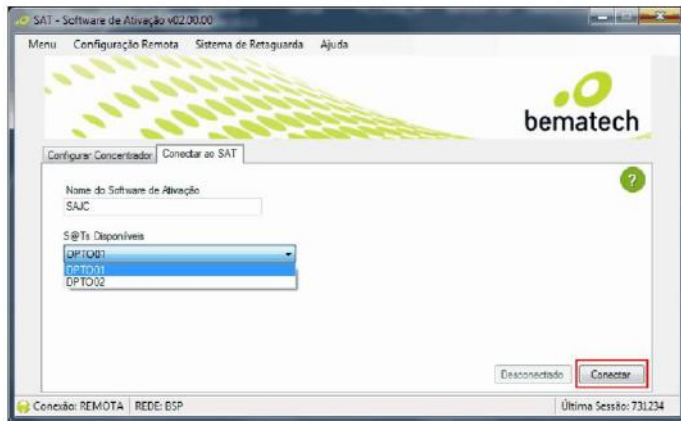 SAT - Software de Ativação v02.00.00
Menu Configuração Remota Sistema de Retaguarda Ajuda
bematech
Configurar Concentrador Conectar ao SAT
?
Nome do Software de Ativação
SAJC
S@Ts Disponíveis
DPTO01
DPTO01
DPTO02
Desconectado Conectar
Conexão: REMOTA REDE: BSP Última Sessão: 731234